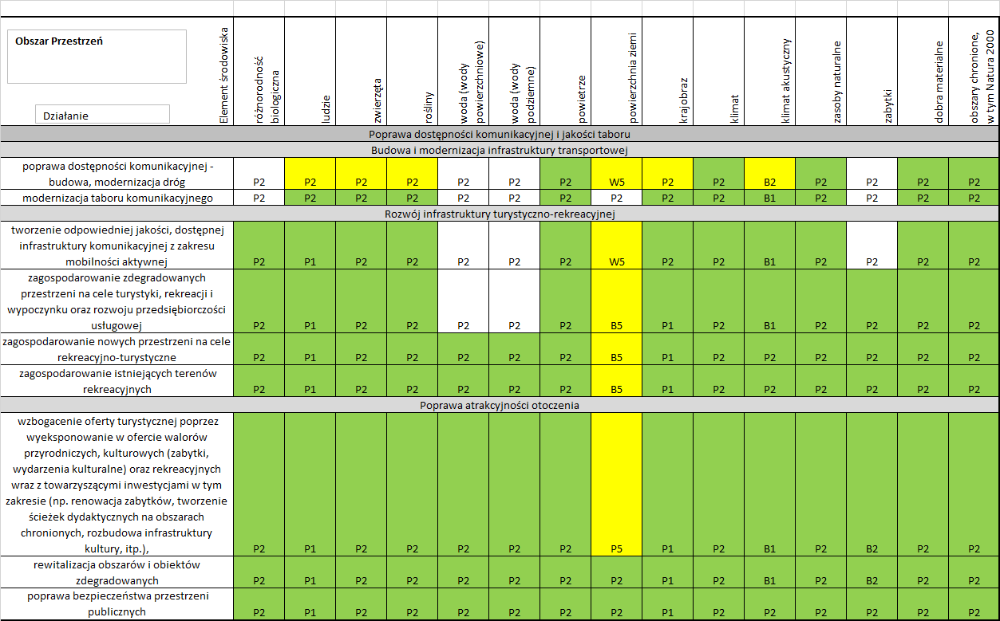 Obszar Przestrzeń
Działanie
Element środowiska
różnorodność
biologiczna
ludzie
zwierzęta
rośliny
woda (wody
powierzchniowe)
woda (wody
podziemne)
powietrze
powierzchnia ziemi
krajobraz
klimat
klimat akustyczny
zasoby naturalne
zabytki
dobra materialne
obszary chronione,
w tym Natura 2000
Poprawa dostępności komunikacyjnej i jakości taboru
Budowa i modernizacja infrastruktury transportowej
poprawa dostępności komunikacyjnej -
budowa, modernizacja dróg P2 P2 P2 P2 P2 P2 P2 W5 P2 P2 B2 P2 P2 P2 P2
modernizacja taboru komunikacyjnego P2 P2 P2 P2 P2 P2 P2 P2 P2 P2 B1 P2 P2 P2 P2
Rozwój infrastruktury turystyczno-rekreacyjnej
tworzenie odpowiedniej jakości, dostępnej
infrastruktury komunikacyjnej z zakresu
mobilności aktywnej P2 P1 P2 P2 P2 P2 P2 W5 P2 P2 B1 P2 P2 P2 P2
zagospodarowanie zdegradowanych
przestrzeni na cele turystyki, rekreacji i
wypoczynku oraz rozwoju przedsiębiorczości
usługowej P2 P1 P2 P2 P2 P2 P2 B5 P1 P2 B1 P2 P2 P2 P2
zagospodarowanie nowych przestrzeni na cele
rekreacyjno-turystyczne P2 P1 P2 P2 P2 P2 P2 B5 P1 P2 P2 P2 P2 P2 P2
zagospodarowanie istniejących terenów
rekreacyjnych P2 P1 P2 P2 P2 P2 P2 B5 P1 P2 P2 P2 P2 P2 P2
Poprawa atrakcyjności otoczenia
wzbogacenie oferty turystycznej poprzez
wyeksponowanie w ofercie walorów
przyrodniczych, kulturowych (zabytki,
wydarzenia kulturalne) oraz rekreacyjnych
wraz z towarzyszącymi inwestycjami w tym
zakresie (np. renowacja zabytków, tworzenie
ścieżek dydaktycznych na obszarach
chronionych, rozbudowa infrastruktury
kultury, itp.), P2 P1 P2 P2 P2 P2 P2 P5 P1 P2 B1 P2 B2 P2 P2
rewitalizacja obszarów i obiektów
zdegradowanych P2 P1 P2 P2 P2 P2 P2 P2 P1 P2 B1 P2 B2 P2 P2
poprawa bezpieczeństwa przestrzeni
publicznych P2 P1 P2 P2 P2 P2 P2 P2 P1 P2 P2 P2 P2 P2 P2